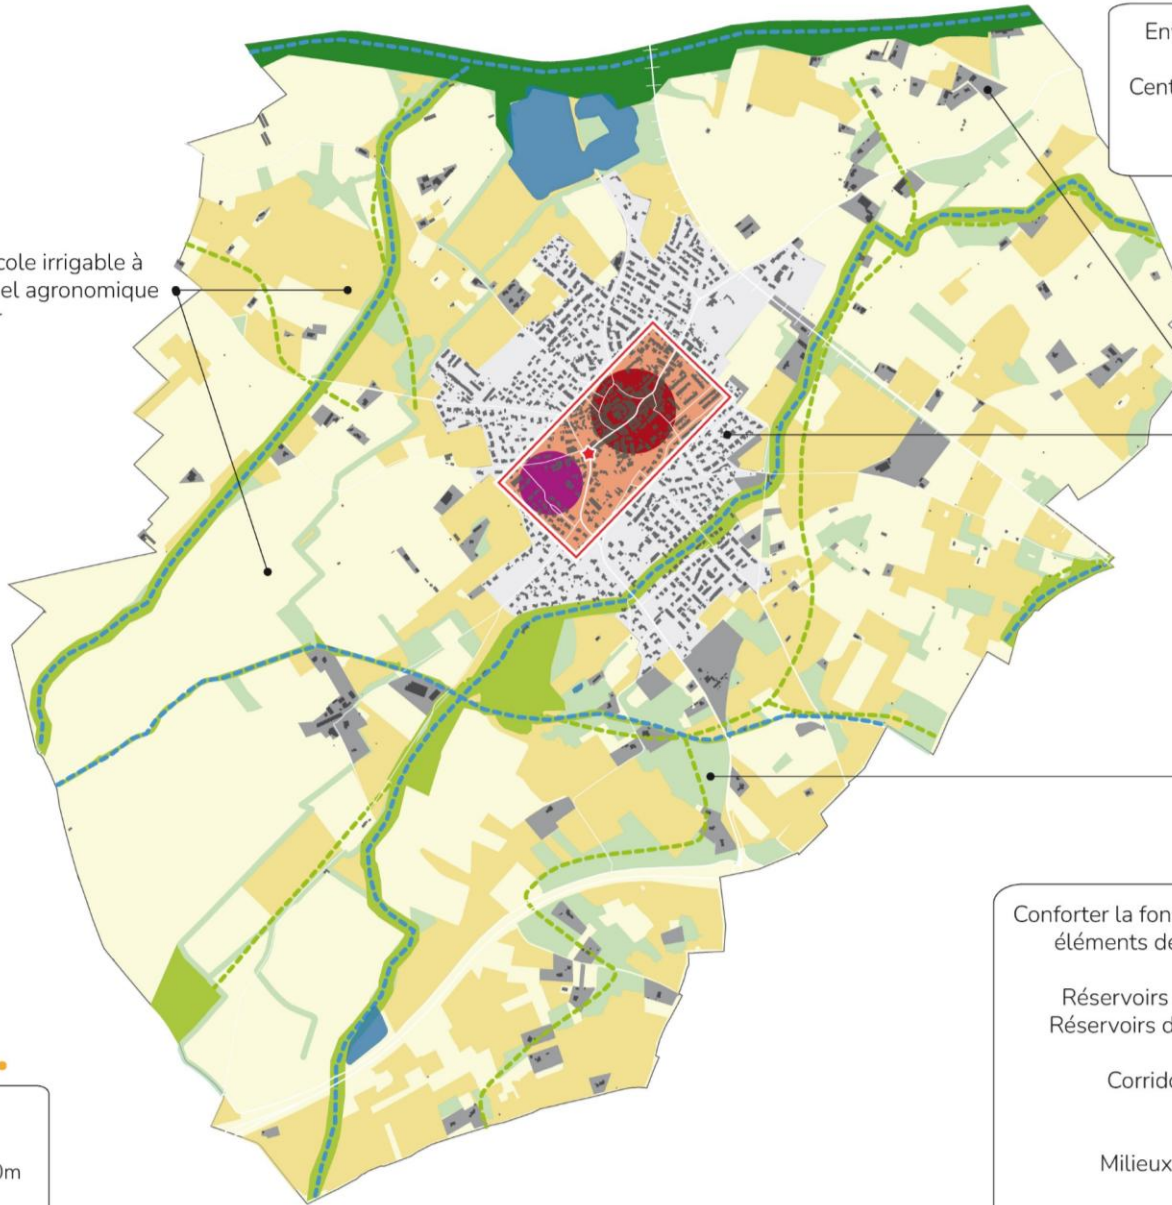 En
Cent
cole irrigable à
el agronomique
Conforter la fon
éléments de
Réservoirs
Réservoirs d
Corrido
Milieux
0m